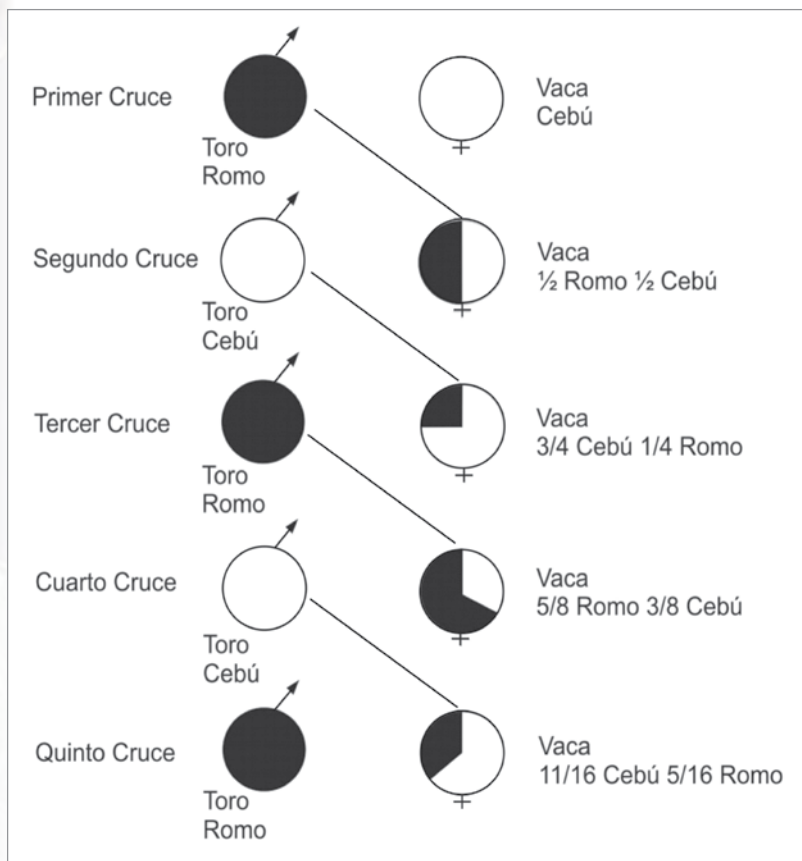 Primer Cruce
Toro
Romo
Vaca
Cebú
Segundo Cruce
Toro
Cebú
Vaca
½ Romo ½ Cebú
Tercer Cruce
Toro
Romo
Vaca
3/4 Cebú 1/4 Romo
Cuarto Cruce
Toro
Cebú
Vaca
5/8 Romo 3/8 Cebú
Quinto Cruce
Toro
Romo
Vaca
11/16 Cebú 5/16 Romo